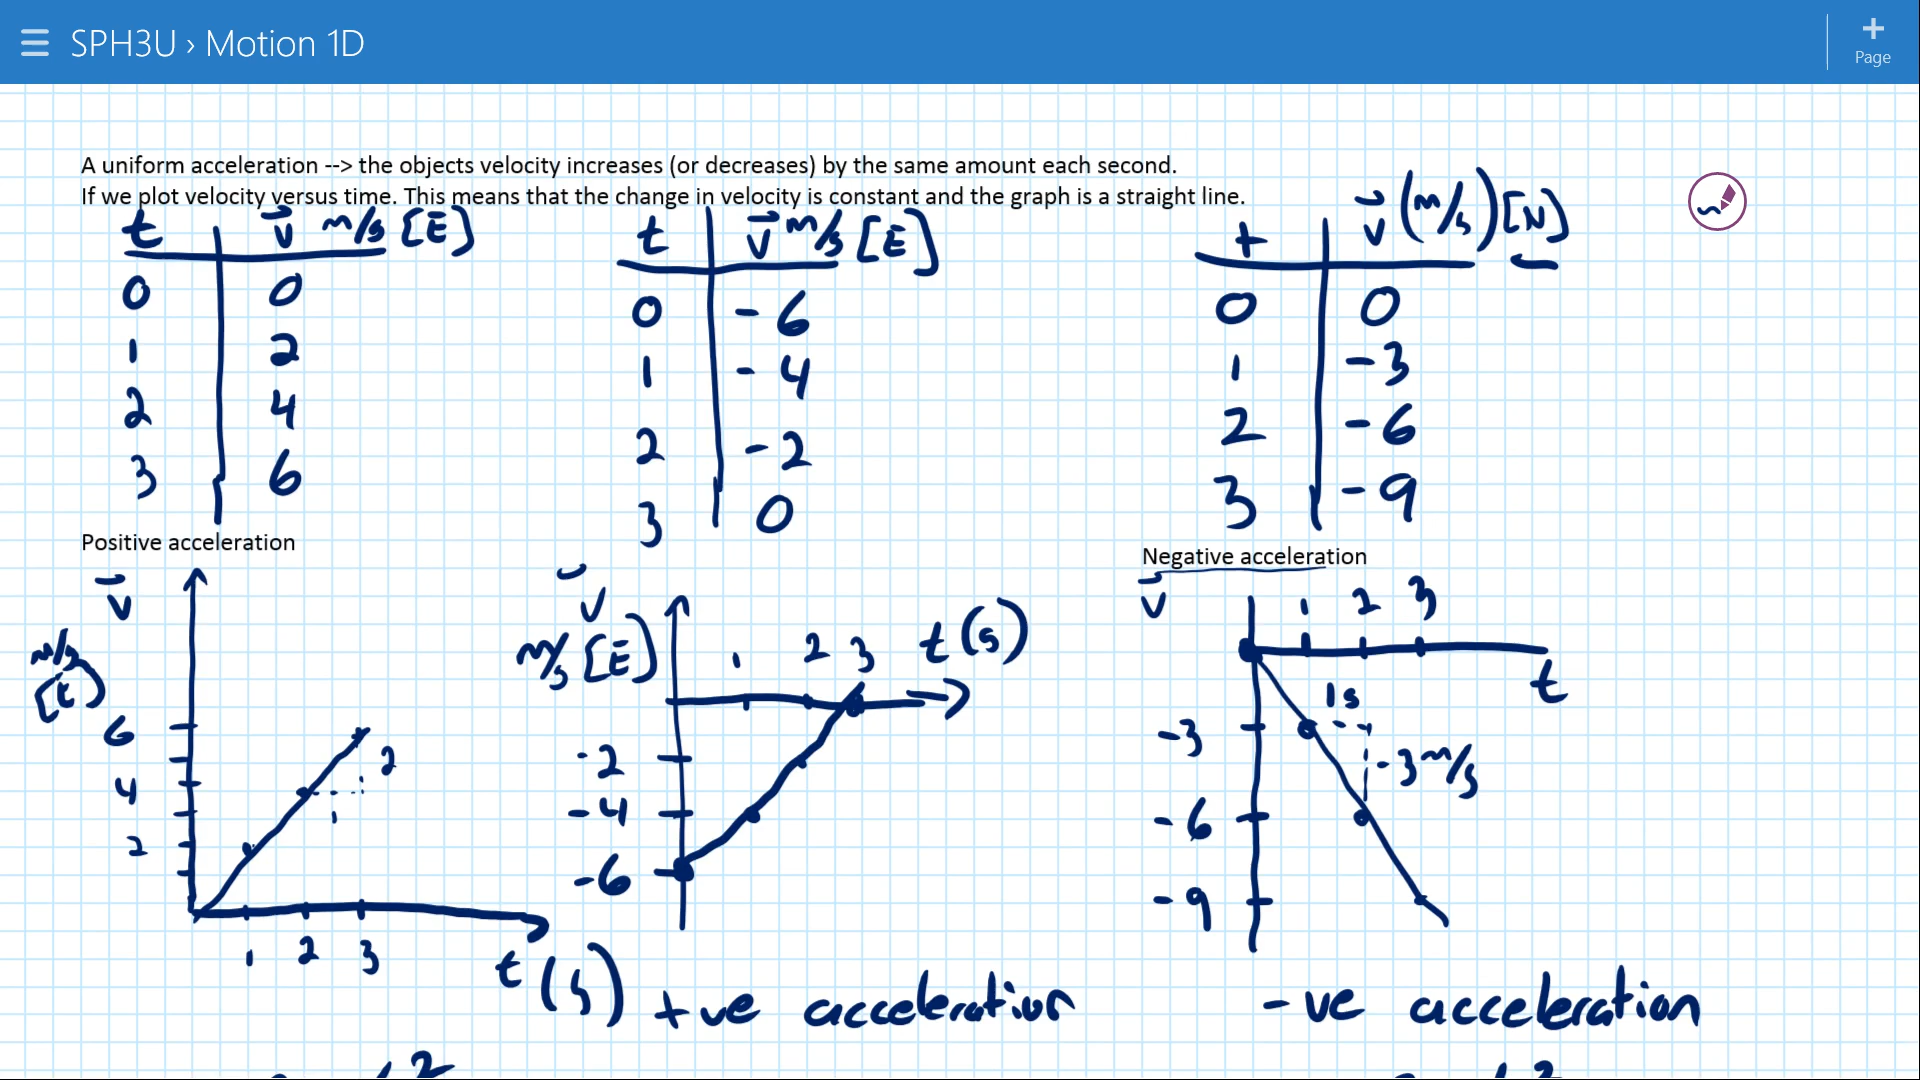 SPH3U › Motion 1D
+
Page
A uniform acceleration --> the objects velocity increases (or decreases) by the same amount each second.
If we plot velocity versus time. This means that the change in velocity is constant and the graph is a straight line.
t v⃗ m/s [E]
0 0
1 2
2 4
3 6
t v⃗ m/s [E]
0 -6
1 -4
2 -2
3 0
t v⃗ (m/s) [N]
0 0
1 -3
2 -6
3 -9
Positive acceleration
v⃗
m/s
[E]
6
4
2
2
1
1 2 3
t (s)
v⃗
m/s [E]
1 2 3 t (s)
-2
-4
-6
+ve acceleration
Negative acceleration
v⃗
1 2 3
t
1s
-3
-3 m/s
-6
-9
-ve acceleration